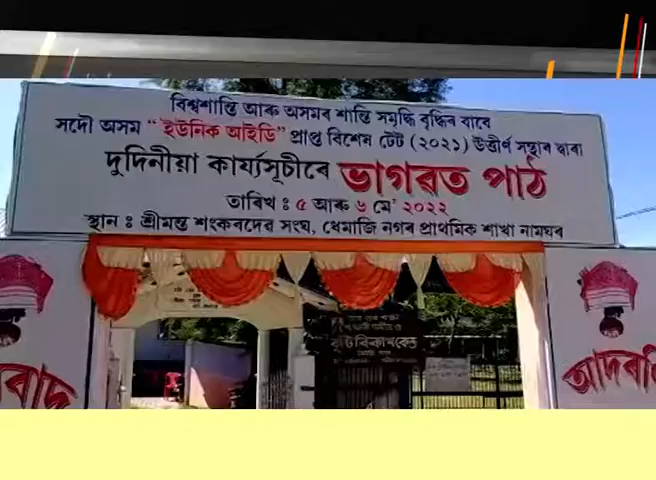 বিশ্বশান্তি আৰু অসমৰ শান্তি সমৃদ্ধি বৃদ্ধিৰ বাবে
সদৌ অসম "ইউনিক আইডি" প্ৰাপ্ত বিশেষ টেট (২০২১) উত্তীৰ্ণ সন্থাৰ দ্বাৰা
দুদিনীয়া কাৰ্য্যসূচীৰে ভাগৱত পাঠ
তাৰিখ : ৫ আৰু ৬ মে' ২০২২
স্থান : শ্ৰীমন্ত শংকৰদেৱ সংঘ, ধেমাজি নগৰ প্ৰাথমিক শাখা নামঘৰ